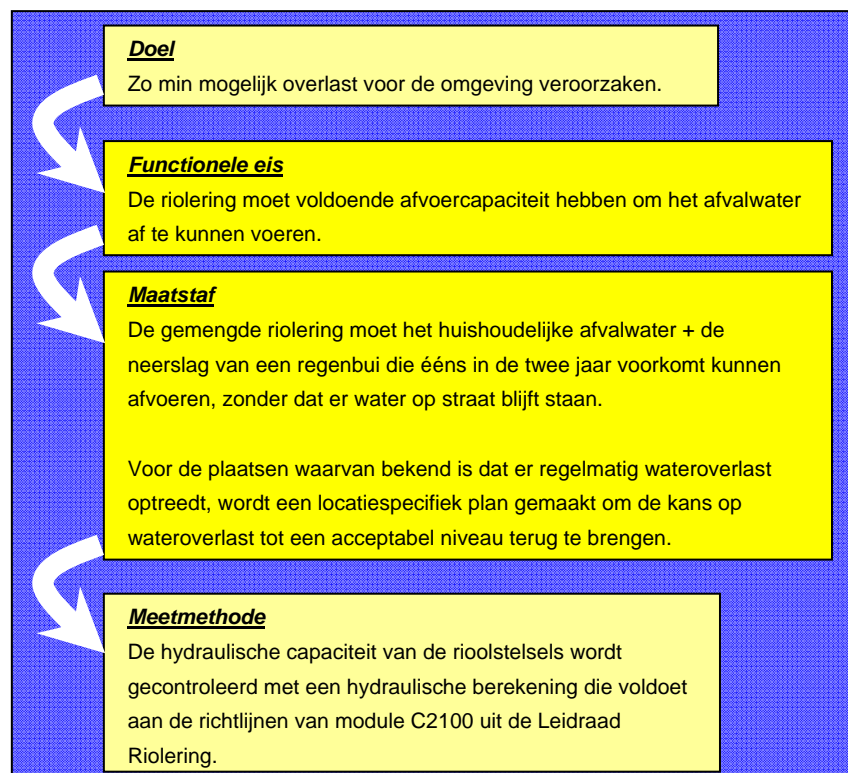 Doel
Zo min mogelijk overlast voor de omgeving veroorzaken.
Functionele eis
De riolering moet voldoende afvoercapaciteit hebben om het afvalwater
af te kunnen voeren.
Maatstaf
De gemengde riolering moet het huishoudelijke afvalwater + de
neerslag van een regenbui die ééns in de twee jaar voorkomt kunnen
afvoeren, zonder dat er water op straat blijft staan.
Voor de plaatsen waarvan bekend is dat er regelmatig wateroverlast
optreedt, wordt een locatiespecifiek plan gemaakt om de kans op
wateroverlast tot een acceptabel niveau terug te brengen.
Meetmethode
De hydraulische capaciteit van de rioolstelsels wordt
gecontroleerd met een hydraulische berekening die voldoet
aan de richtlijnen van module C2100 uit de Leidraad
Riolering.